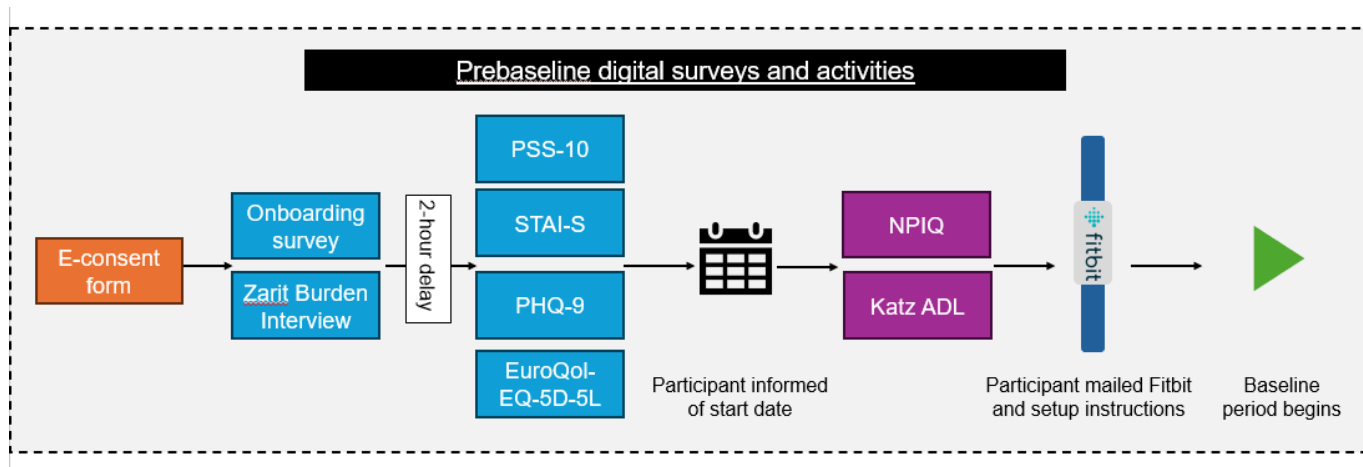 Prebaseline digital surveys and activities
E-consent
form
Onboarding
survey
Zarit Burden
Interview
2-hour delay
PSS-10
STAI-S
PHQ-9
EuroQol-
EQ-5D-5L
Participant informed
of start date
NPIQ
Katz ADL
fitbit
Participant mailed Fitbit
and setup instructions
Baseline
period begins